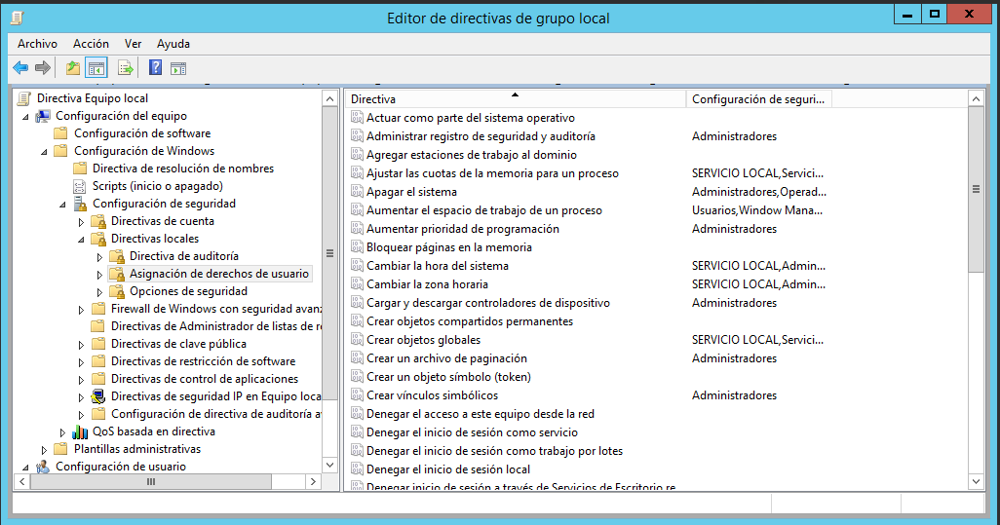 Editor de directivas de grupo local
Archivo Acción Ver Ayuda
Directiva Equipo local
Configuración del equipo
Configuración de software
Configuración de Windows
Directiva de resolución de nombres
Scripts (inicio o apagado)
Configuración de seguridad
Directivas de cuenta
Directivas locales
Directiva de auditoría
Asignación de derechos de usuario
Opciones de seguridad
Firewall de Windows con seguridad avanz
Directivas de Administrador de listas de re
Directivas de clave pública
Directivas de restricción de software
Directivas de control de aplicaciones
Directivas de seguridad IP en Equipo loca
Configuración de directiva de auditoría av
QoS basada en directiva
Plantillas administrativas
Configuración de usuario
Directiva Configuración de seguri...
Actuar como parte del sistema operativo
Administrar registro de seguridad y auditoría Administradores
Agregar estaciones de trabajo al dominio
Ajustar las cuotas de la memoria para un proceso SERVICIO LOCAL,Servici...
Apagar el sistema Administradores,Operad...
Aumentar el espacio de trabajo de un proceso Usuarios,Window Mana...
Aumentar prioridad de programación Administradores
Bloquear páginas en la memoria
Cambiar la hora del sistema SERVICIO LOCAL,Admin...
Cambiar la zona horaria SERVICIO LOCAL,Admin...
Cargar y descargar controladores de dispositivo Administradores
Crear objetos compartidos permanentes
Crear objetos globales SERVICIO LOCAL,Servici...
Crear un archivo de paginación Administradores
Crear un objeto símbolo (token)
Crear vínculos simbólicos Administradores
Denegar el acceso a este equipo desde la red
Denegar el inicio de sesión como servicio
Denegar el inicio de sesión como trabajo por lotes
Denegar el inicio de sesión local
Denegar inicio de sesión a través de Servicios de Escritorio re